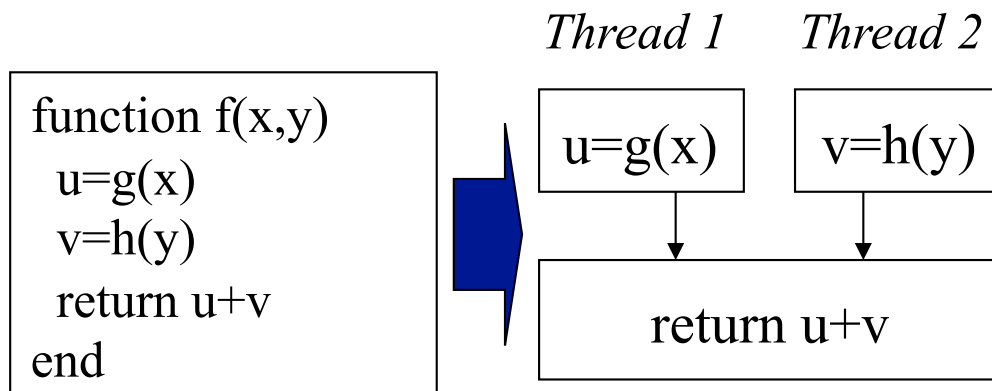 function f(x,y)
u=g(x)
v=h(y)
return u+v
end
Thread 1
Thread 2
u=g(x)
v=h(y)
return u+v